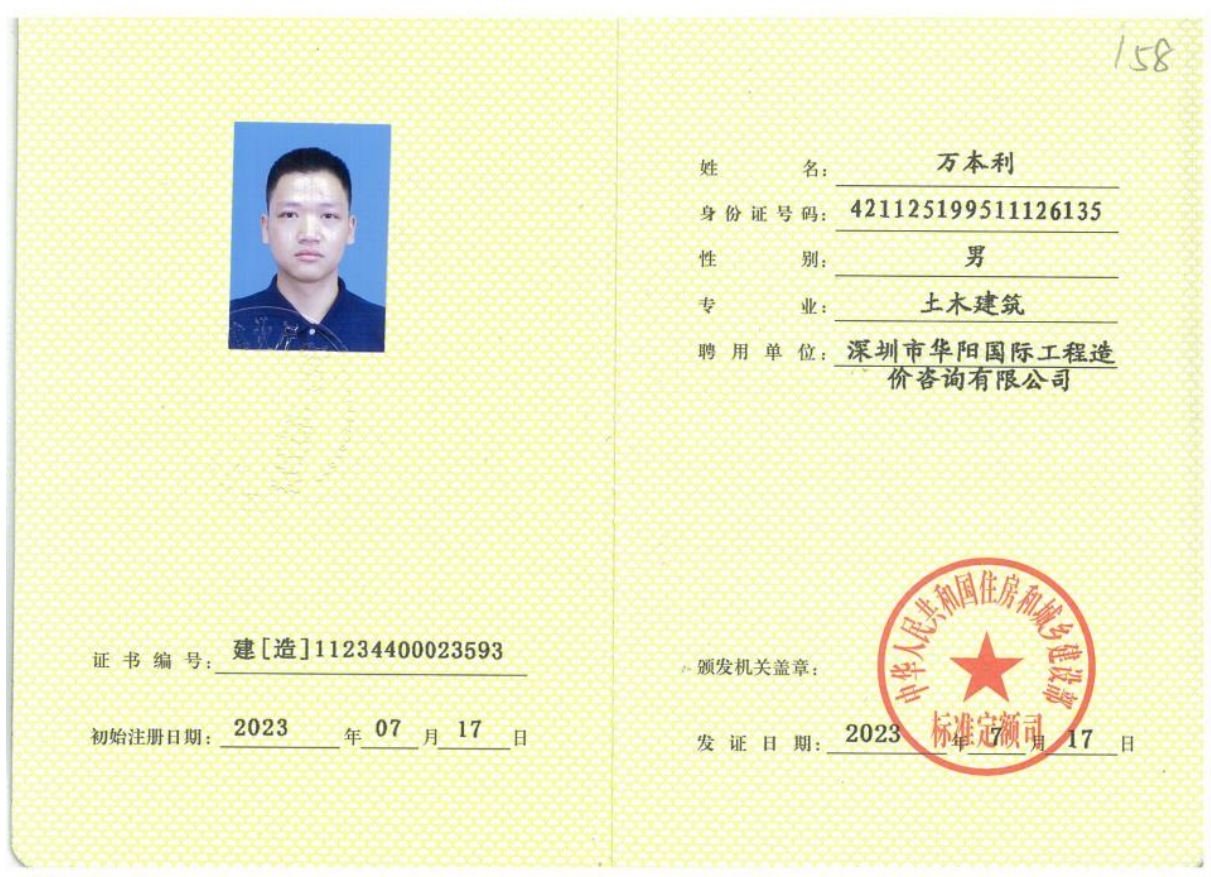 158
姓 名: 万本利
身份证号码: 421125199511126135
性 别: 男
专 业: 土木建筑
聘用单位: 深圳市华阳国际工程造
价咨询有限公司
证书编号: 建[造]11234400023593
初始注册日期: 2023 年 07 月 17 日
颁发机关盖章:
中华人民共和国住房和城乡建设部
标准定额司
发证日期: 2023 年 7 月 17 日